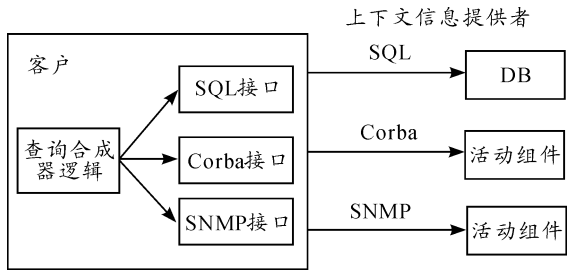 上下文信息提供者
客户
SQL
SQL接口
DB
查询合成
器逻辑
Corba
Corba接口
活动组件
SNMP
SNMP接口
活动组件